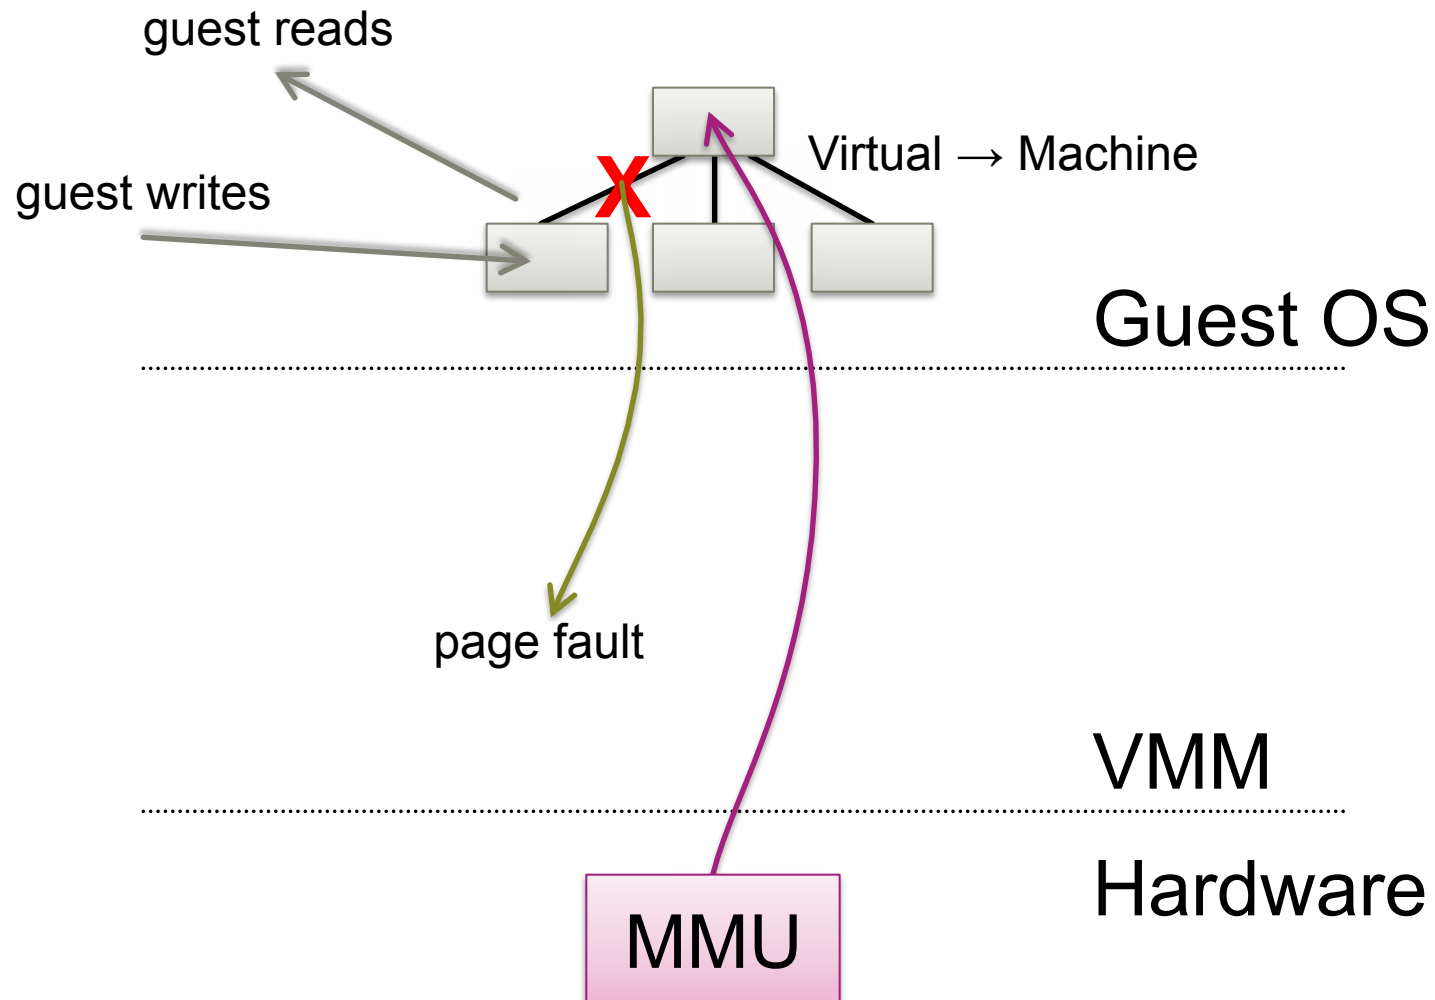 guest reads
Virtual → Machine
guest writes
X
Guest OS
page fault
VMM
Hardware
MMU